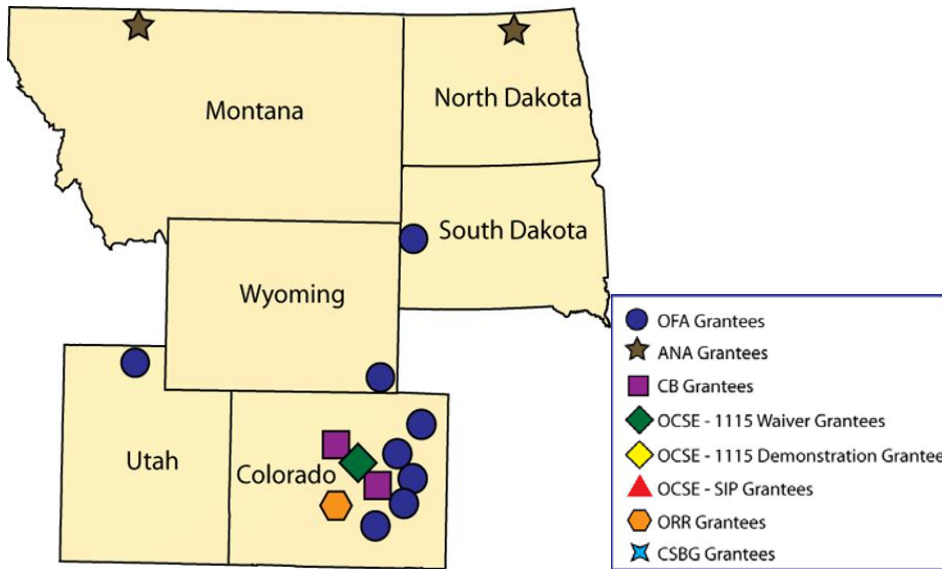 Montana
North Dakota
South Dakota
Wyoming
Utah
Colorado
OFA Grantees
ANA Grantees
CB Grantees
OCSE - 1115 Waiver Grantees
OCSE - 1115 Demonstration Grantee
OCSE - SIP Grantees
ORR Grantees
CSBG Grantees